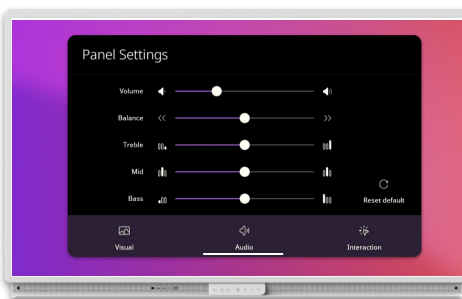 Panel Settings
Volume
Balance
Treble
Mid
Bass
Reset default
Visual
Audio
Interaction